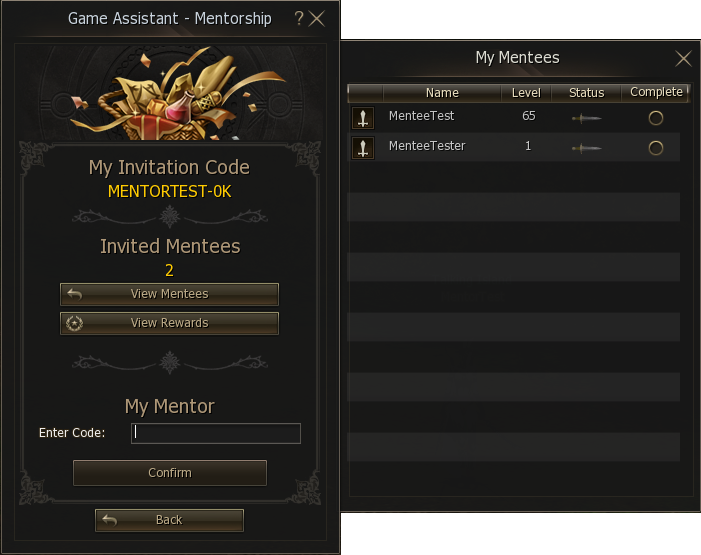 Game Assistant - Mentorship
?
My Invitation Code
MENTORTEST-0K
Invited Mentees
2
View Mentees
View Rewards
My Mentor
Enter Code:
Confirm
Back
My Mentees
Name Level Status Complete
MenteeTest 65
MenteeTester 1